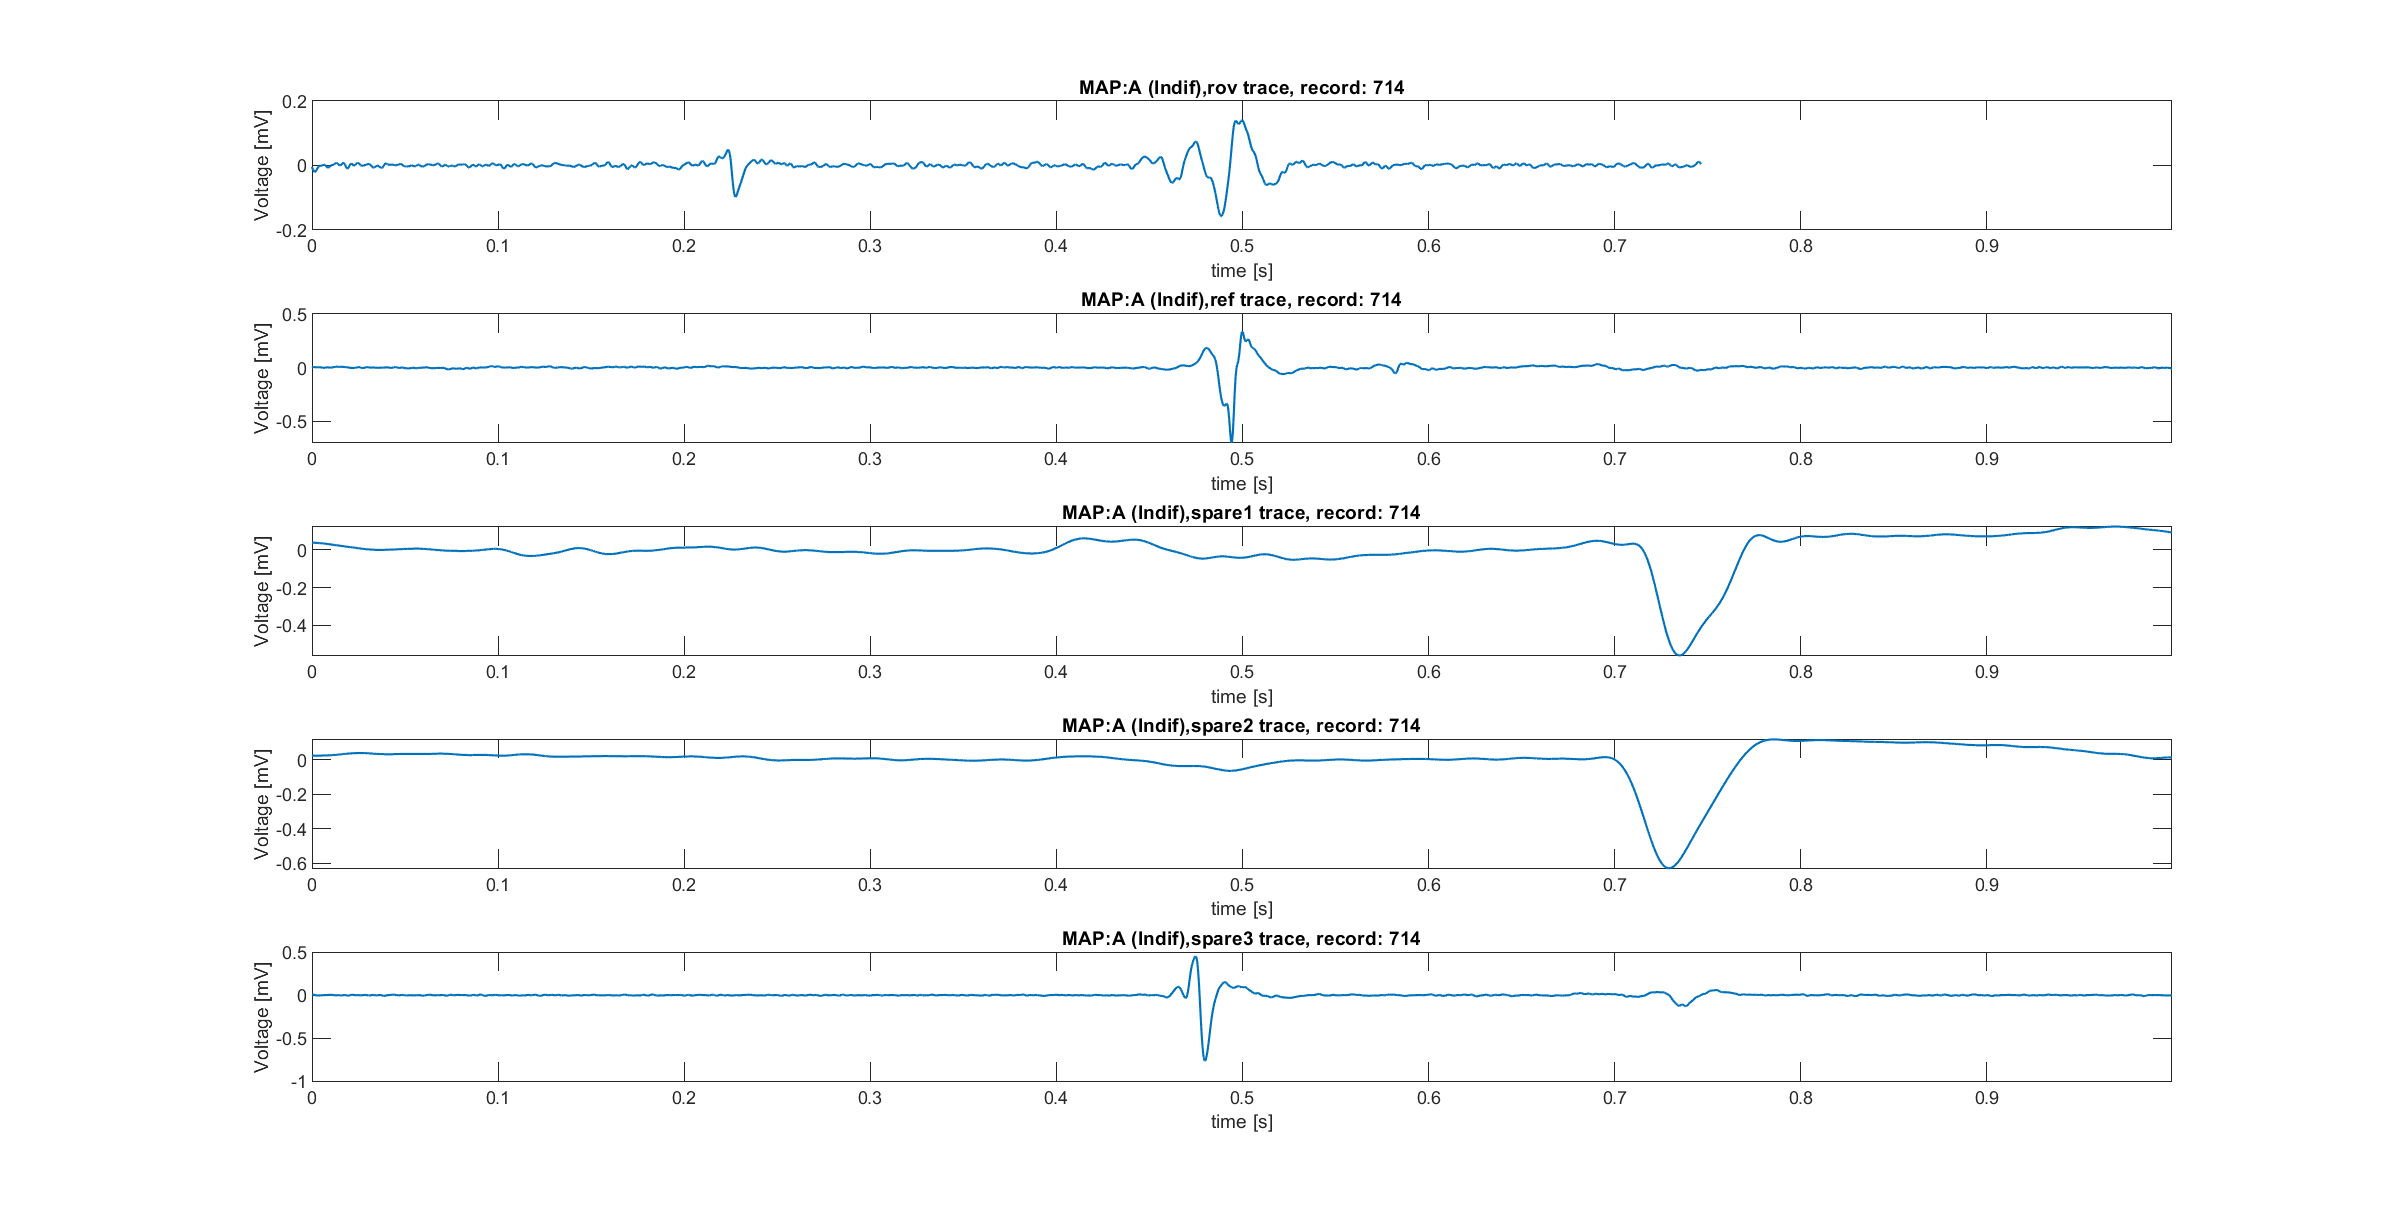 MAP:A (Indif),rov trace, record: 714
Voltage [mV]
0.2
0
-0.2
0 0.1 0.2 0.3 0.4 0.5 0.6 0.7 0.8 0.9
time [s]
MAP:A (Indif),ref trace, record: 714
Voltage [mV]
0.5
0
-0.5
0 0.1 0.2 0.3 0.4 0.5 0.6 0.7 0.8 0.9
time [s]
MAP:A (Indif),spare1 trace, record: 714
Voltage [mV]
0
-0.2
-0.4
0 0.1 0.2 0.3 0.4 0.5 0.6 0.7 0.8 0.9
time [s]
MAP:A (Indif),spare2 trace, record: 714
Voltage [mV]
0
-0.2
-0.4
-0.6
0 0.1 0.2 0.3 0.4 0.5 0.6 0.7 0.8 0.9
time [s]
MAP:A (Indif),spare3 trace, record: 714
Voltage [mV]
0.5
0
-0.5
-1
0 0.1 0.2 0.3 0.4 0.5 0.6 0.7 0.8 0.9
time [s]